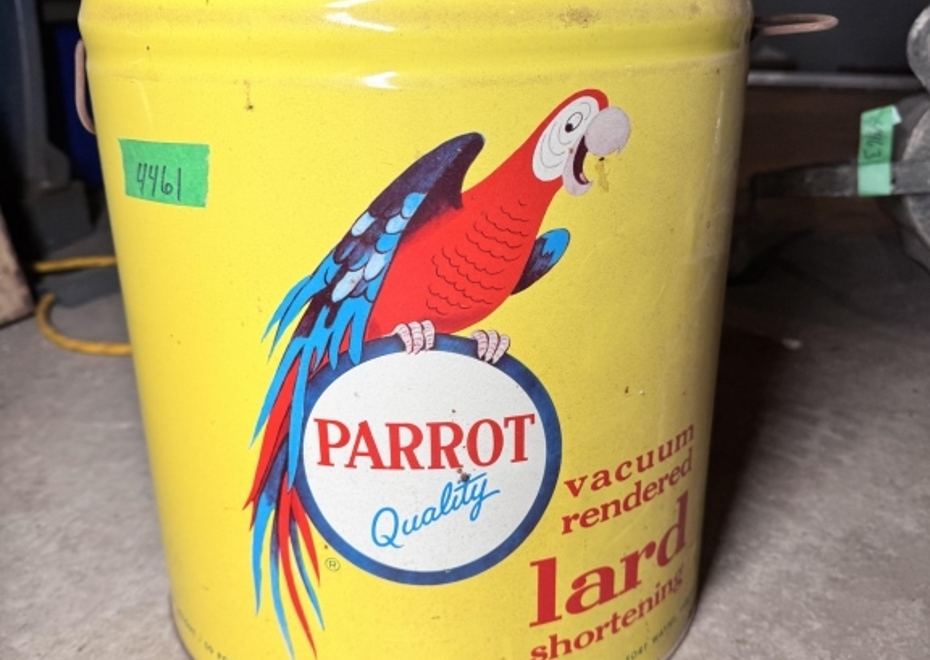 4461
PARROT
Quality
®
vacuum
rendered
lard
shortening